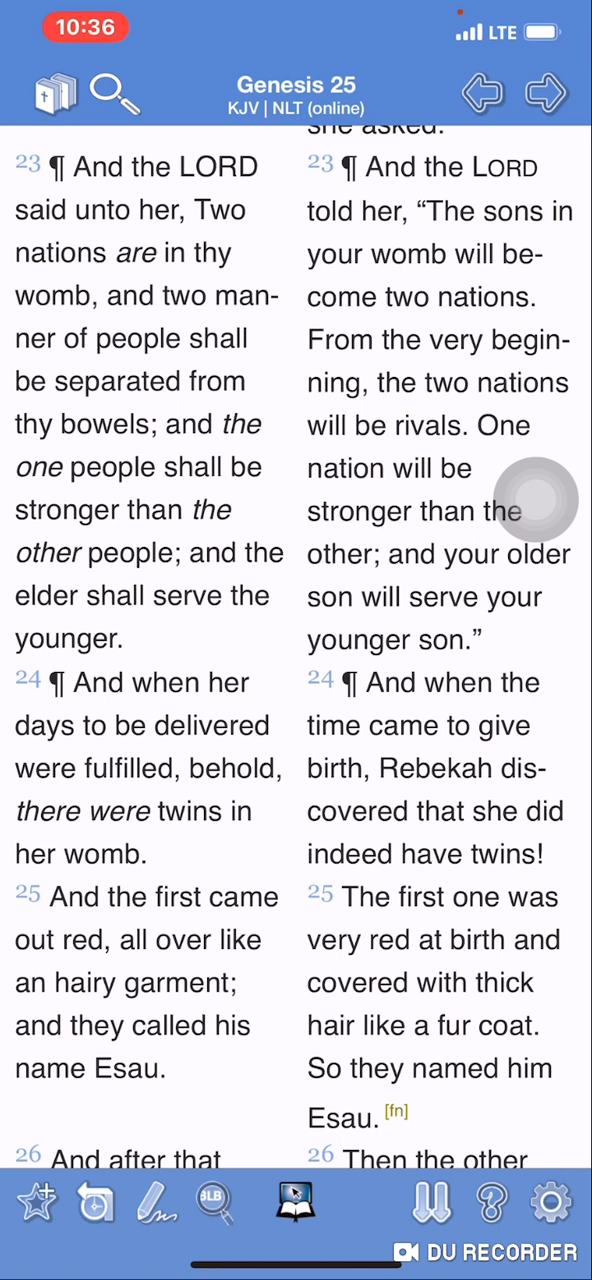 10:36
LTE
Genesis 25
KJV | NLT (online)
23 ¶ And the LORD
said unto her, Two
nations are in thy
womb, and two man-
ner of people shall
be separated from
thy bowels; and the
one people shall be
stronger than the
other people; and the
elder shall serve the
younger.
24 ¶ And when her
days to be delivered
were fulfilled, behold,
there were twins in
her womb.
25 And the first came
out red, all over like
an hairy garment;
and they called his
name Esau.
26 And after that
she asked.
23 ¶ And the LORD
told her, “The sons in
your womb will be-
come two nations.
From the very begin-
ning, the two nations
will be rivals. One
nation will be
stronger than the
other; and your older
son will serve your
younger son.”
24 ¶ And when the
time came to give
birth, Rebekah dis-
covered that she did
indeed have twins!
25 The first one was
very red at birth and
covered with thick
hair like a fur coat.
So they named him
Esau. [fn]
26 Then the other
BLB
DU RECORDER